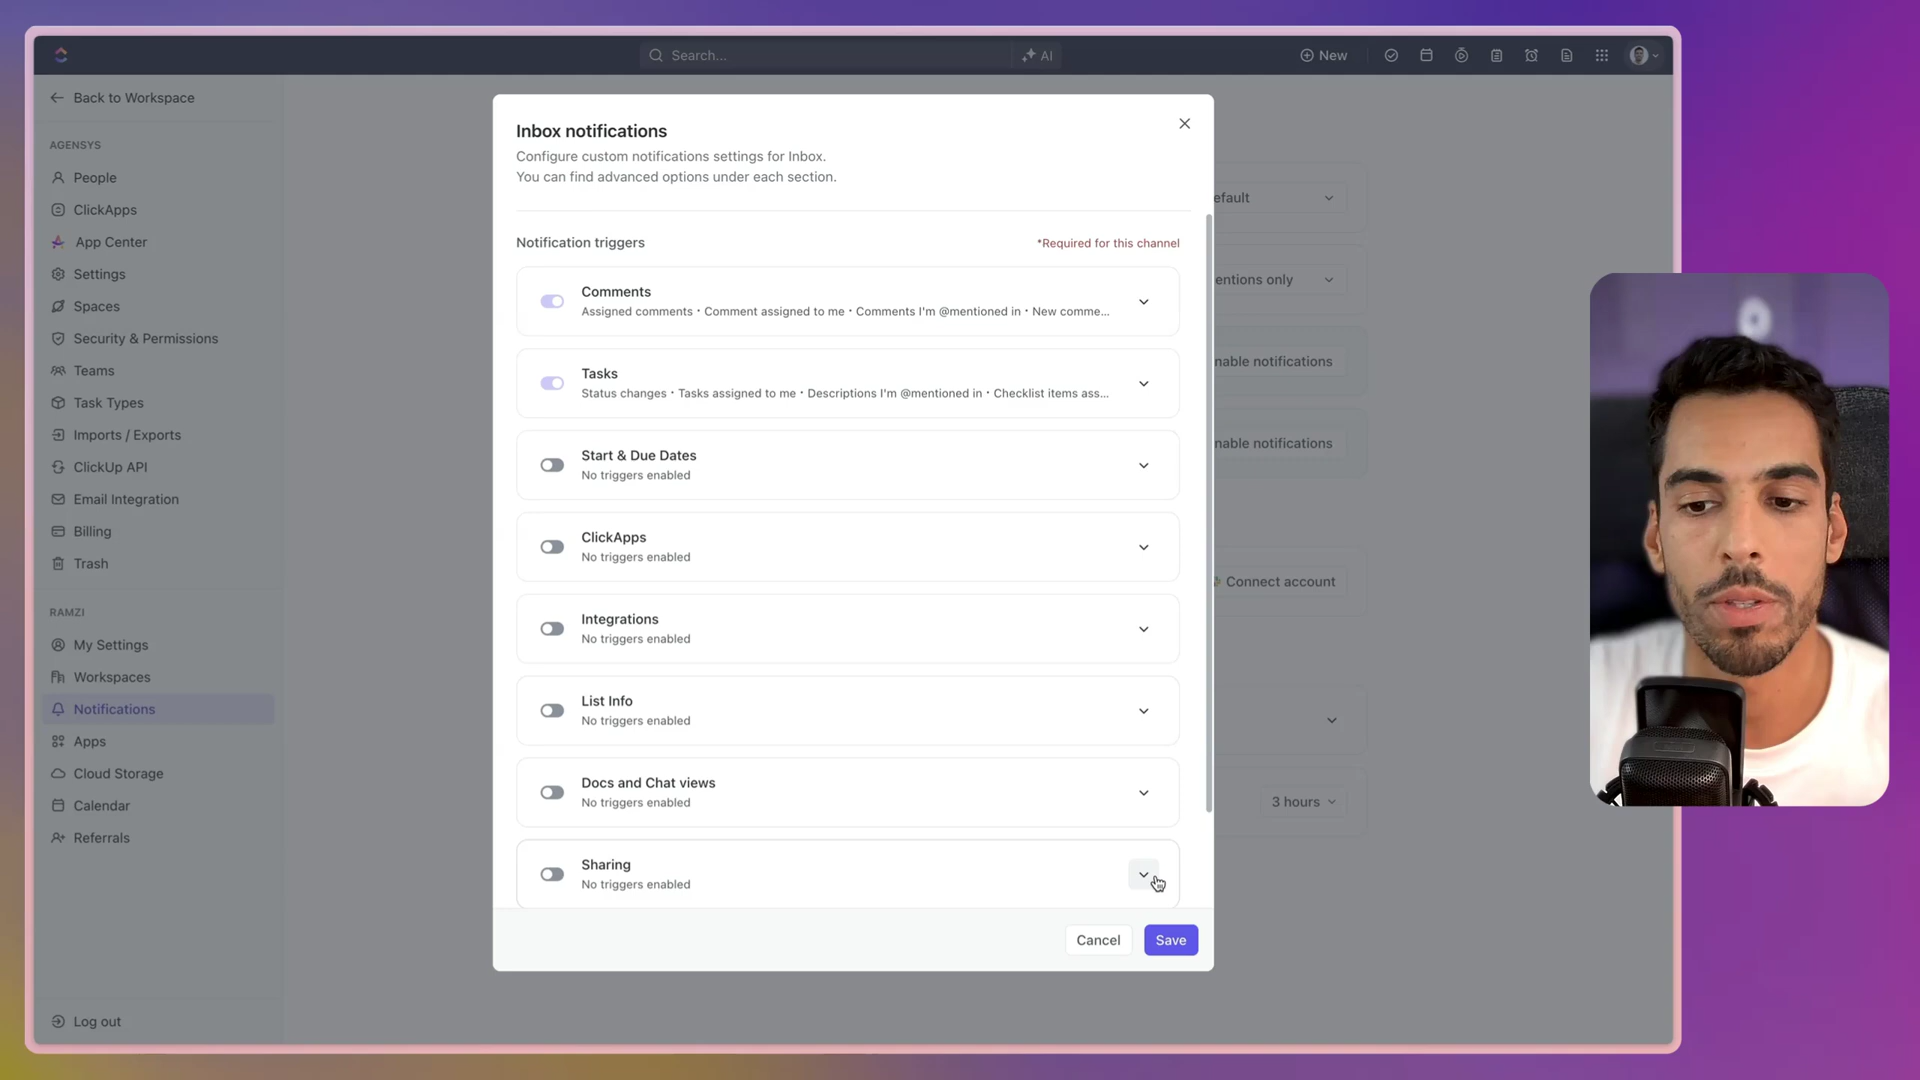 Search...
AI
New
Back to Workspace
AGENSYS
People
ClickApps
App Center
Settings
Spaces
Security & Permissions
Teams
Task Types
Imports / Exports
ClickUp API
Email Integration
Billing
Trash
RAMZI
My Settings
Workspaces
Notifications
Apps
Cloud Storage
Calendar
Referrals
Log out
Inbox notifications
Configure custom notifications settings for Inbox.
You can find advanced options under each section.
Notification triggers
*Required for this channel
Comments
Assigned comments • Comment assigned to me • Comments I'm @mentioned in • New comme...
Tasks
Status changes • Tasks assigned to me • Descriptions I'm @mentioned in • Checklist items ass...
Start & Due Dates
No triggers enabled
ClickApps
No triggers enabled
Integrations
No triggers enabled
List Info
No triggers enabled
Docs and Chat views
No triggers enabled
Sharing
No triggers enabled
Cancel
Save
efault
entions only
nable notifications
nable notifications
Connect account
3 hours